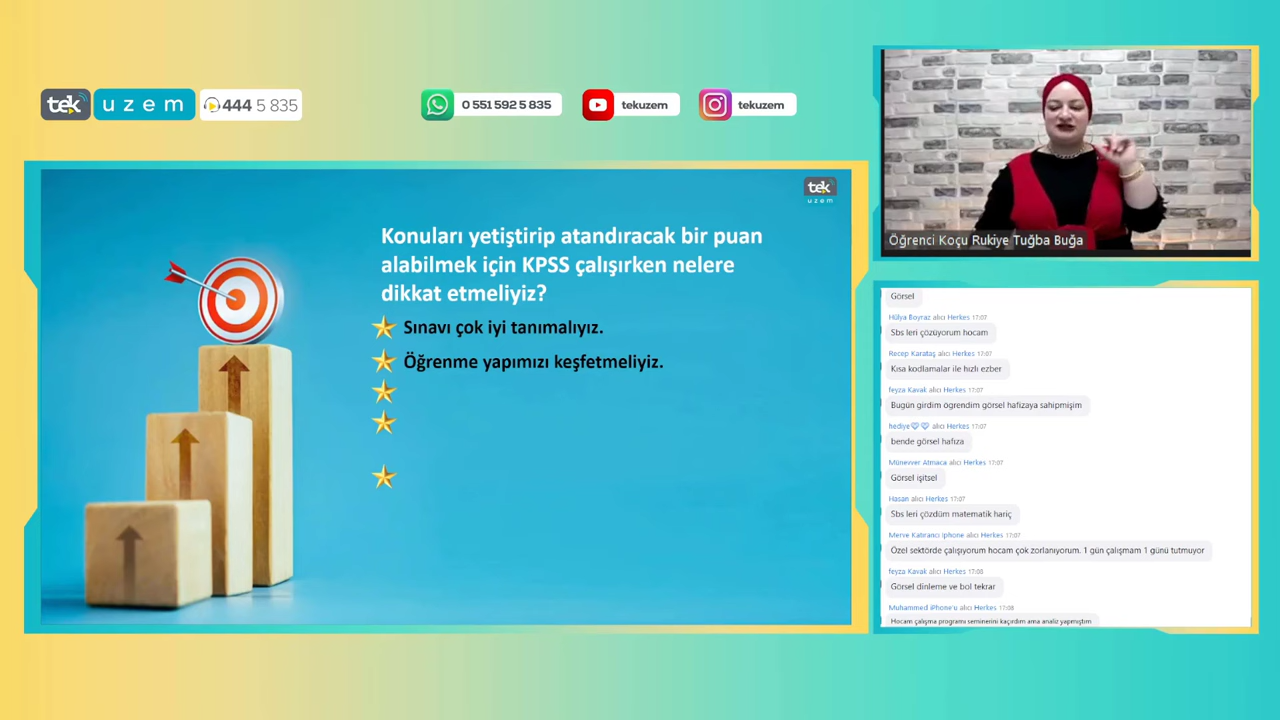 tek uzem 444 5 835
0 551 592 5 835
tekuzem
tekuzem
tek
uzem
Konuları yetiştirip atandıracak bir puan
alabilmek için KPSS çalışırken nelere
dikkat etmeliyiz?
Sınavı çok iyi tanımalıyız.
Öğrenme yapımızı keşfetmeliyiz.
Öğrenci Koçu Rukiye Tuğba Buğa
Görsel
Hülya Boyraz alıcı Herkes 17:07
Sbs leri çözüyorum hocam
Recep Karataş alıcı Herkes 17:07
Kısa kodlamalar ile hızlı ezber
feyza Kavak alıcı Herkes 17:07
Bugün girdim ögrendim görsel hafizaya sahipmişim
hediye🩵🩵 alıcı Herkes 17:07
bende görsel hafıza
Münevver Atmaca alıcı Herkes 17:07
Görsel işitsel
Hasan alıcı Herkes 17:07
Sbs leri çözdüm matematik hariç
Merve Katırancı iphone alıcı Herkes 17:07
Özel sektörde çalışıyorum hocam çok zorlanıyorum. 1 gün çalışmam 1 günü tutmuyor
feyza Kavak alıcı Herkes 17:08
Görsel dinleme ve bol tekrar
Muhammed iPhone'u alıcı Herkes 17:08
Hocam çalışma programı seminerini kaçırdım ama analiz yapmıştım